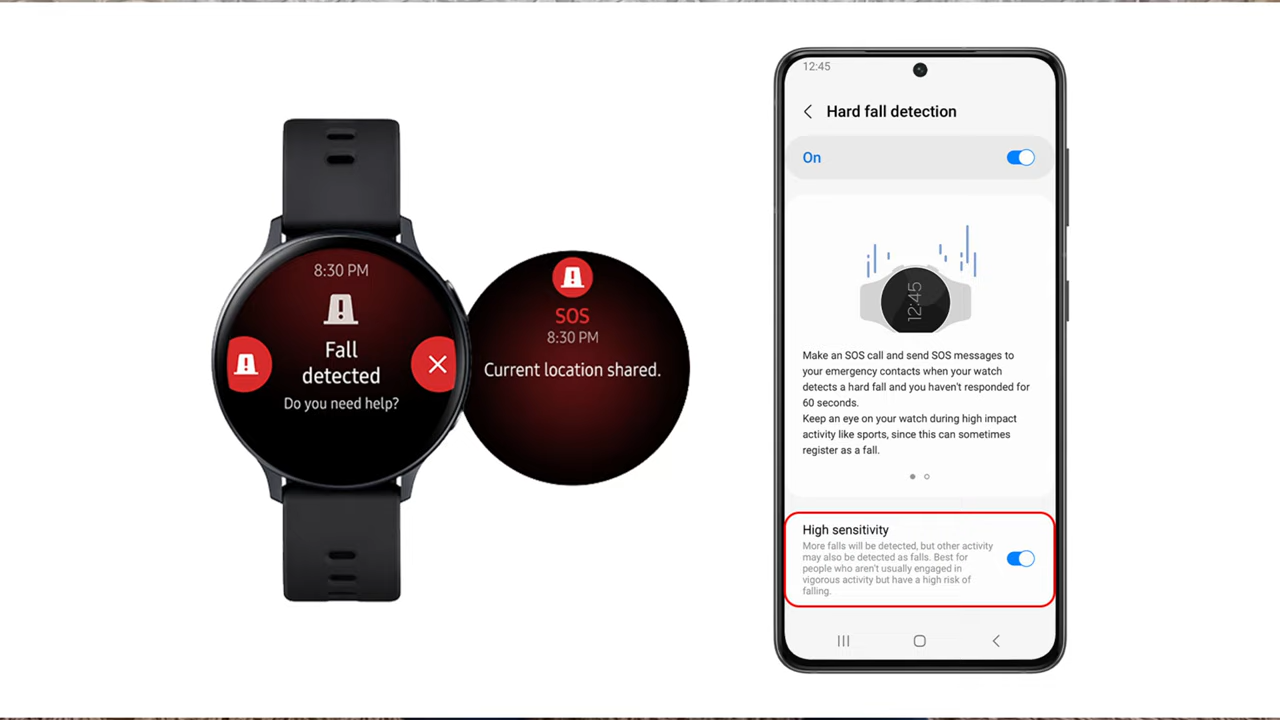 8:30 PM
Fall
detected
Do you need help?
SOS
8:30 PM
Current location shared.
12:45
Hard fall detection
On
12:45
Make an SOS call and send SOS messages to
your emergency contacts when your watch
detects a hard fall and you haven't responded for
60 seconds.
Keep an eye on your watch during high impact
activity like sports, since this can sometimes
register as a fall.
High sensitivity
More falls will be detected, but other activity
may also be detected as falls. Best for
people who aren't usually engaged in
vigorous activity but have a high risk of
falling.